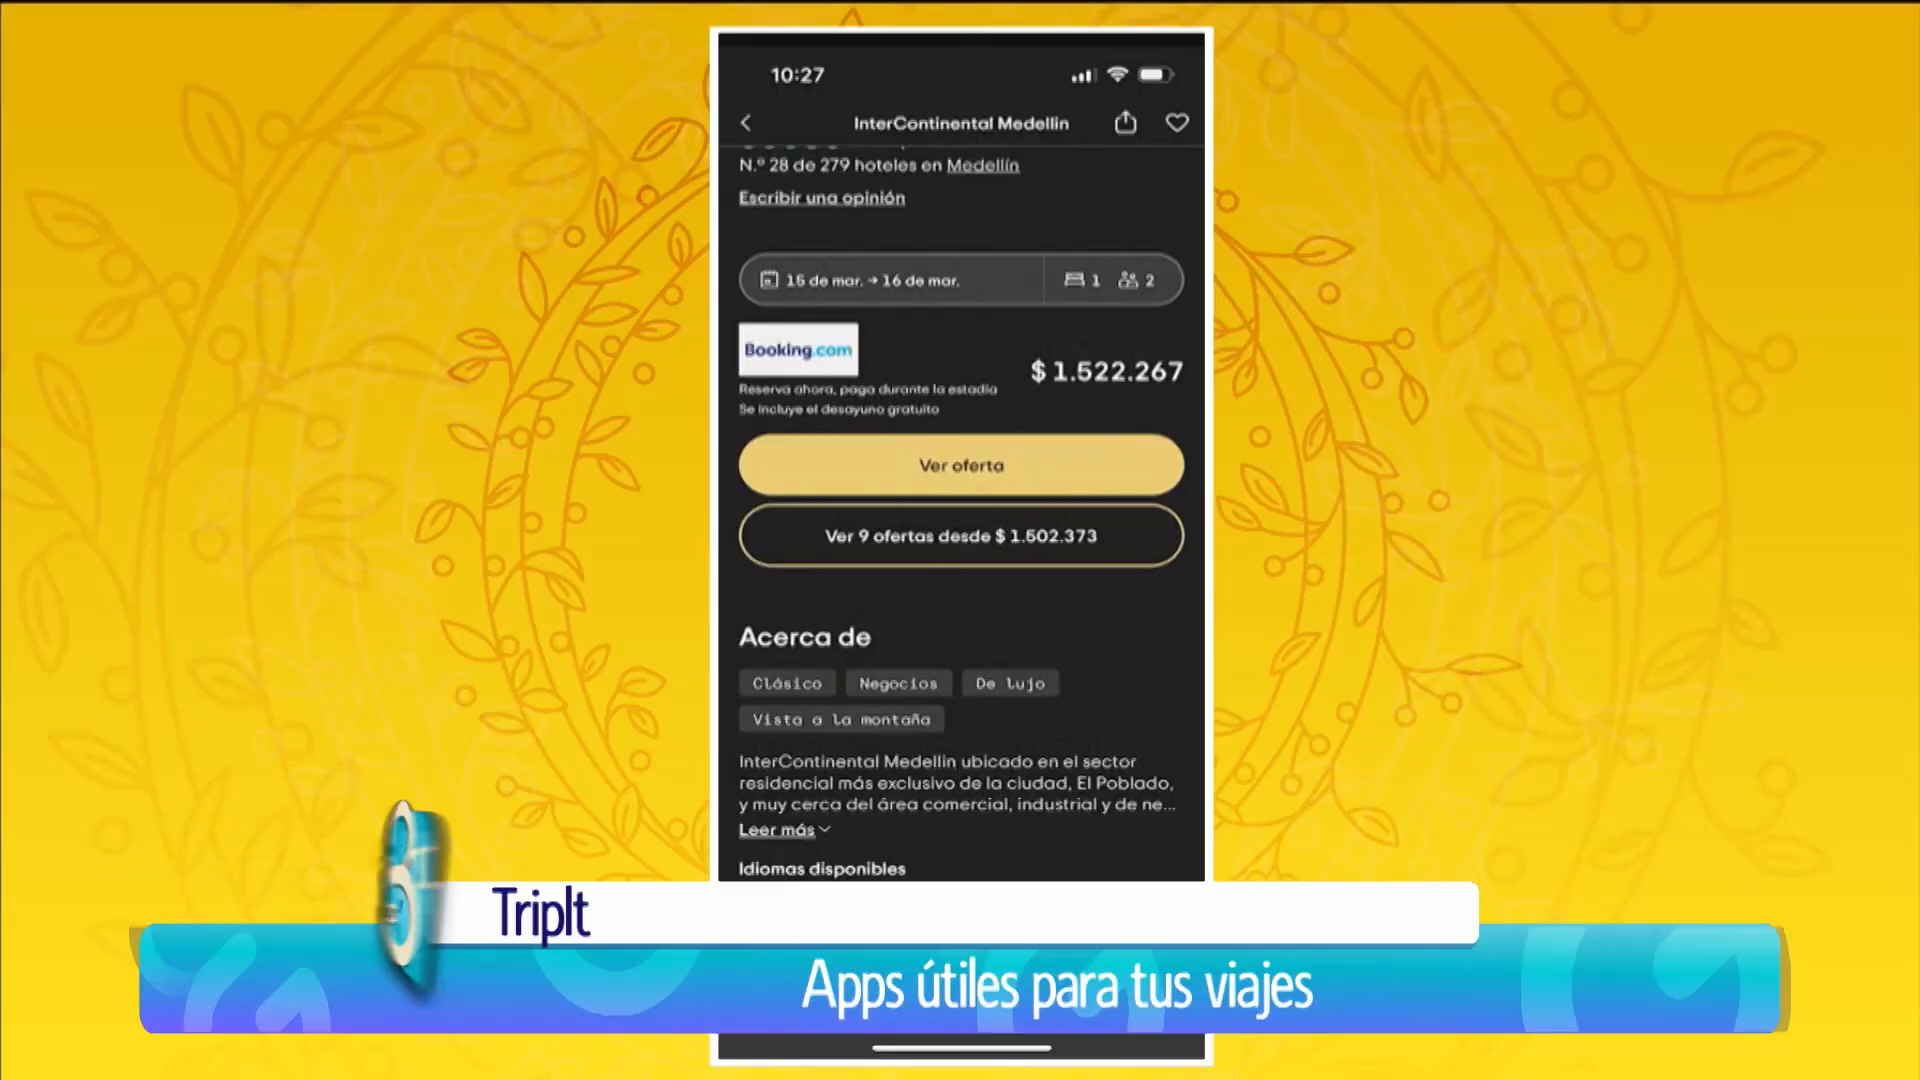 10:27
InterContinental Medellin
N.º 28 de 279 hoteles en Medellín
Escribir una opinión
15 de mar. → 16 de mar. 1 2
Booking.com
$ 1.522.267
Reserva ahora, paga durante la estadía
Se incluye el desayuno gratuito
Ver oferta
Ver 9 ofertas desde $ 1.502.373
Acerca de
Clásico Negocios De lujo
Vista a la montaña
InterContinental Medellin ubicado en el sector
residencial más exclusivo de la ciudad, El Poblado,
y muy cerca del área comercial, industrial y de ne...
Leer más
Idiomas disponibles
TripIt
Apps útiles para tus viajes